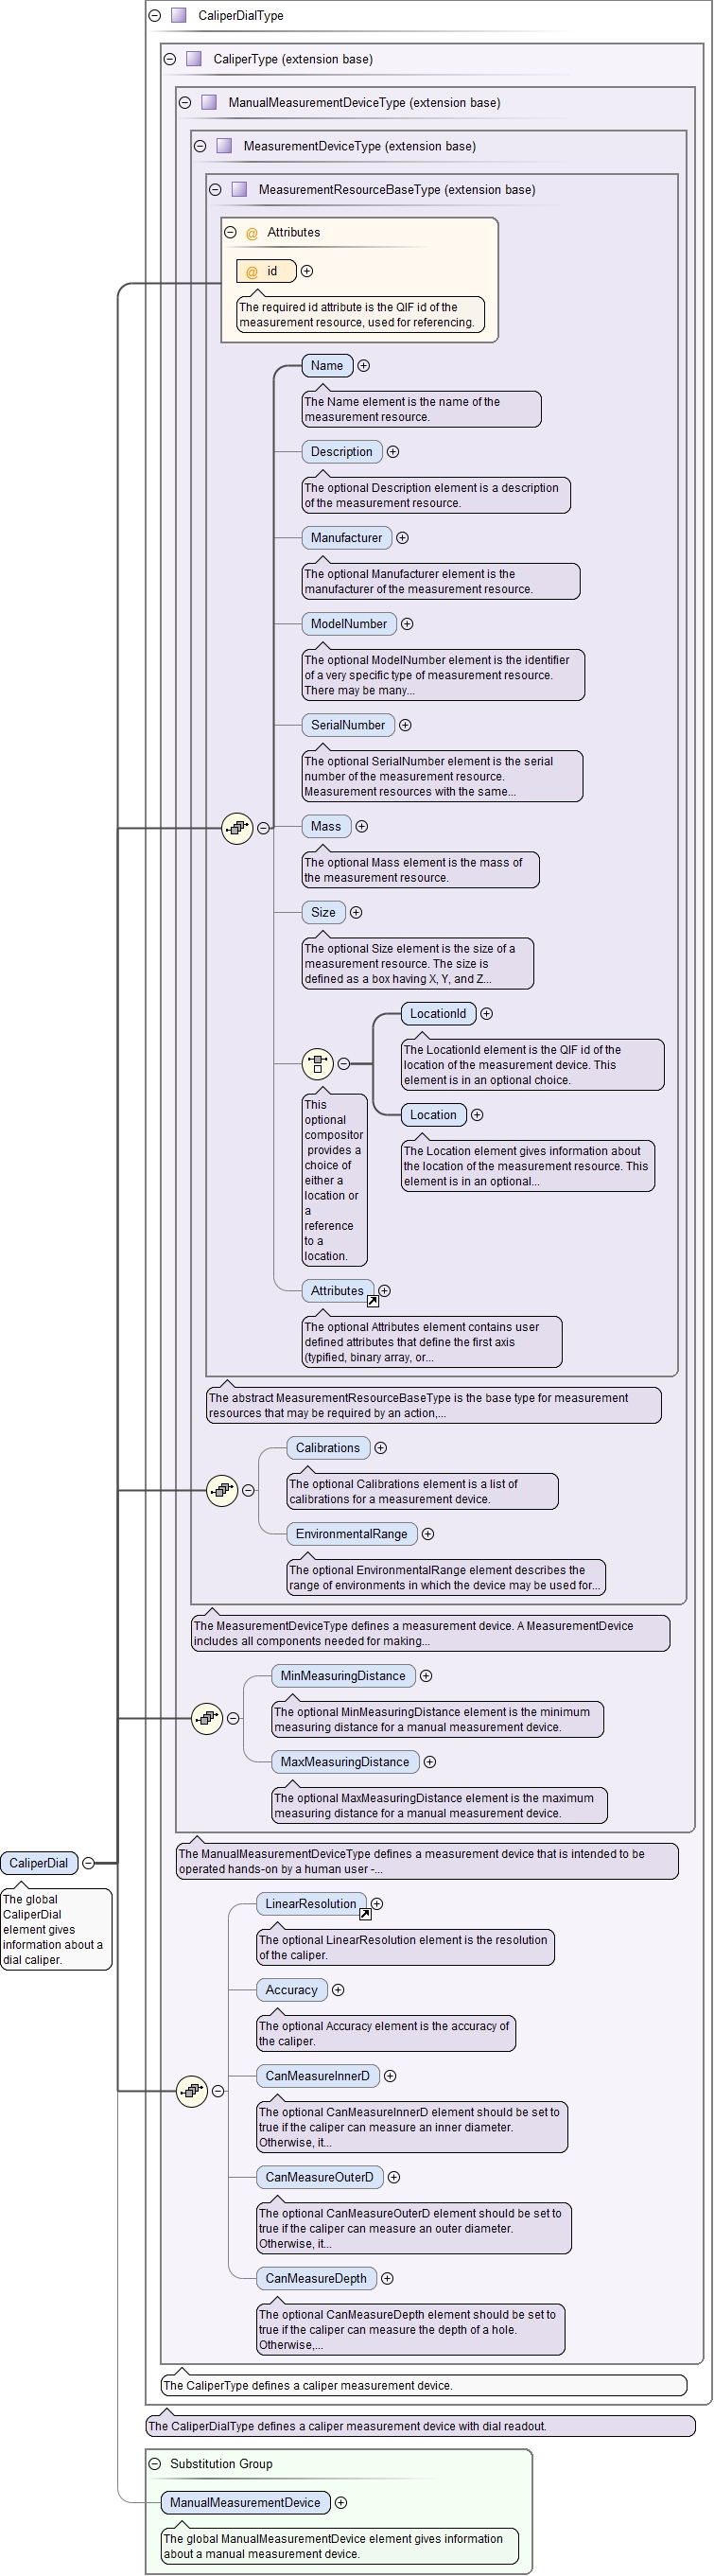 CaliperDialType
CaliperType (extension base)
ManualMeasurementDeviceType (extension base)
MeasurementDeviceType (extension base)
MeasurementResourceBaseType (extension base)
@ Attributes
@ id
The required id attribute is the QIF id of the
measurement resource, used for referencing.
Name
The Name element is the name of the
measurement resource.
Description
The optional Description element is a description
of the measurement resource.
Manufacturer
The optional Manufacturer element is the
manufacturer of the measurement resource.
ModelNumber
The optional ModelNumber element is the identifier
of a very specific type of measurement resource.
There may be many...
SerialNumber
The optional SerialNumber element is the serial
number of the measurement resource.
Measurement resources with the same...
Mass
The optional Mass element is the mass of
the measurement resource.
Size
The optional Size element is the size of a
measurement resource. The size is
defined as a box having X, Y, and Z...
LocationId
The LocationId element is the QIF id of the
location of the measurement device. This
element is in an optional choice.
Location
The Location element gives information about
the location of the measurement resource. This
element is in an optional...
This
optional
compositor
provides a
choice of
either a
location or
a
reference
to a
location.
Attributes
The optional Attributes element contains user
defined attributes that define the first axis
(typified, binary array, or...
The abstract MeasurementResourceBaseType is the base type for measurement
resources that may be required by an action,...
Calibrations
The optional Calibrations element is a list of
calibrations for a measurement device.
EnvironmentalRange
The optional EnvironmentalRange element describes the
range of environments in which the device may be used for...
The MeasurementDeviceType defines a measurement device. A MeasurementDevice
includes all components needed for making...
MinMeasuringDistance
The optional MinMeasuringDistance element is the minimum
measuring distance for a manual measurement device.
MaxMeasuringDistance
The optional MaxMeasuringDistance element is the maximum
measuring distance for a manual measurement device.
The ManualMeasurementDeviceType defines a measurement device that is intended to be
operated hands-on by a human user -...
CaliperDial
The global
CaliperDial
element gives
information about a
dial caliper.
LinearResolution
The optional LinearResolution element is the resolution
of the caliper.
Accuracy
The optional Accuracy element is the accuracy of
the caliper.
CanMeasureInnerD
The optional CanMeasureInnerD element should be set to
true if the caliper can measure an inner diameter.
Otherwise, it...
CanMeasureOuterD
The optional CanMeasureOuterD element should be set to
true if the caliper can measure an outer diameter.
Otherwise, it...
CanMeasureDepth
The optional CanMeasureDepth element should be set to
true if the caliper can measure the depth of a hole.
Otherwise,...
The CaliperType defines a caliper measurement device.
The CaliperDialType defines a caliper measurement device with dial readout.
Substitution Group
ManualMeasurementDevice
The global ManualMeasurementDevice element gives information
about a manual measurement device.